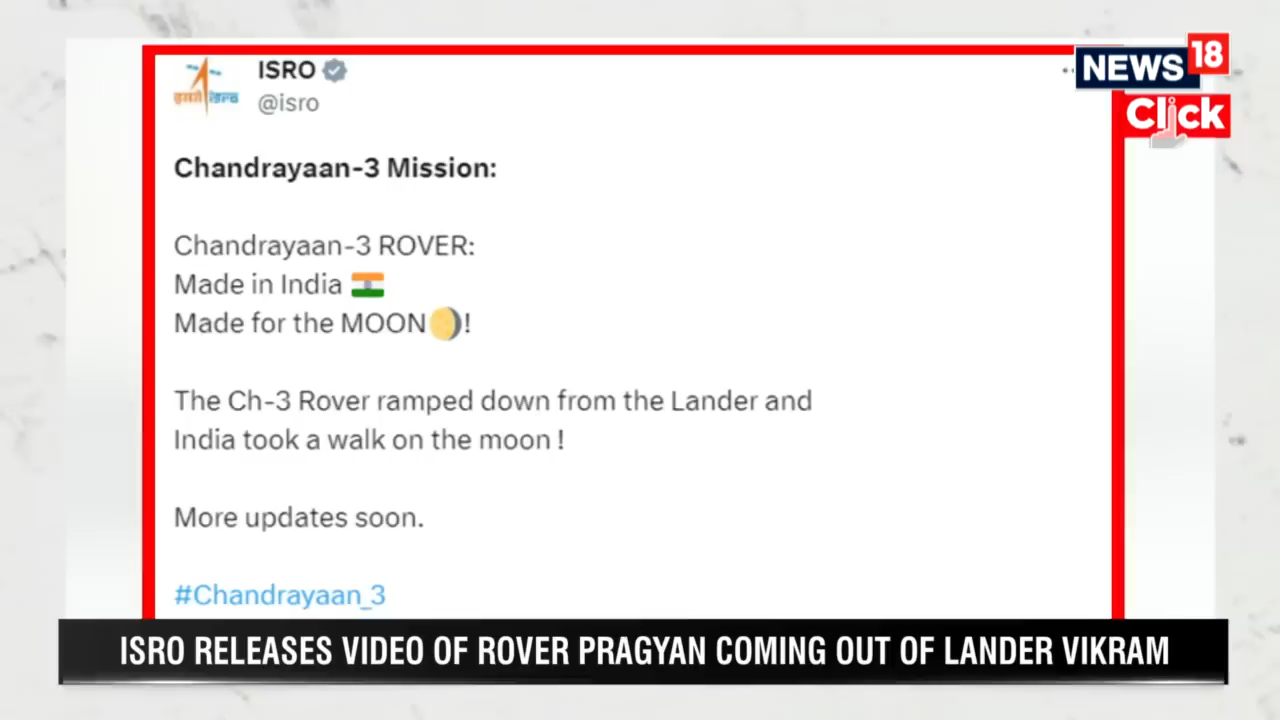 ISRO
@isro
NEWS 18
Click
Chandrayaan-3 Mission:
Chandrayaan-3 ROVER:
Made in India 🇮🇳
Made for the MOON🌖!
The Ch-3 Rover ramped down from the Lander and
India took a walk on the moon !
More updates soon.
#Chandrayaan_3
ISRO RELEASES VIDEO OF ROVER PRAGYAN COMING OUT OF LANDER VIKRAM